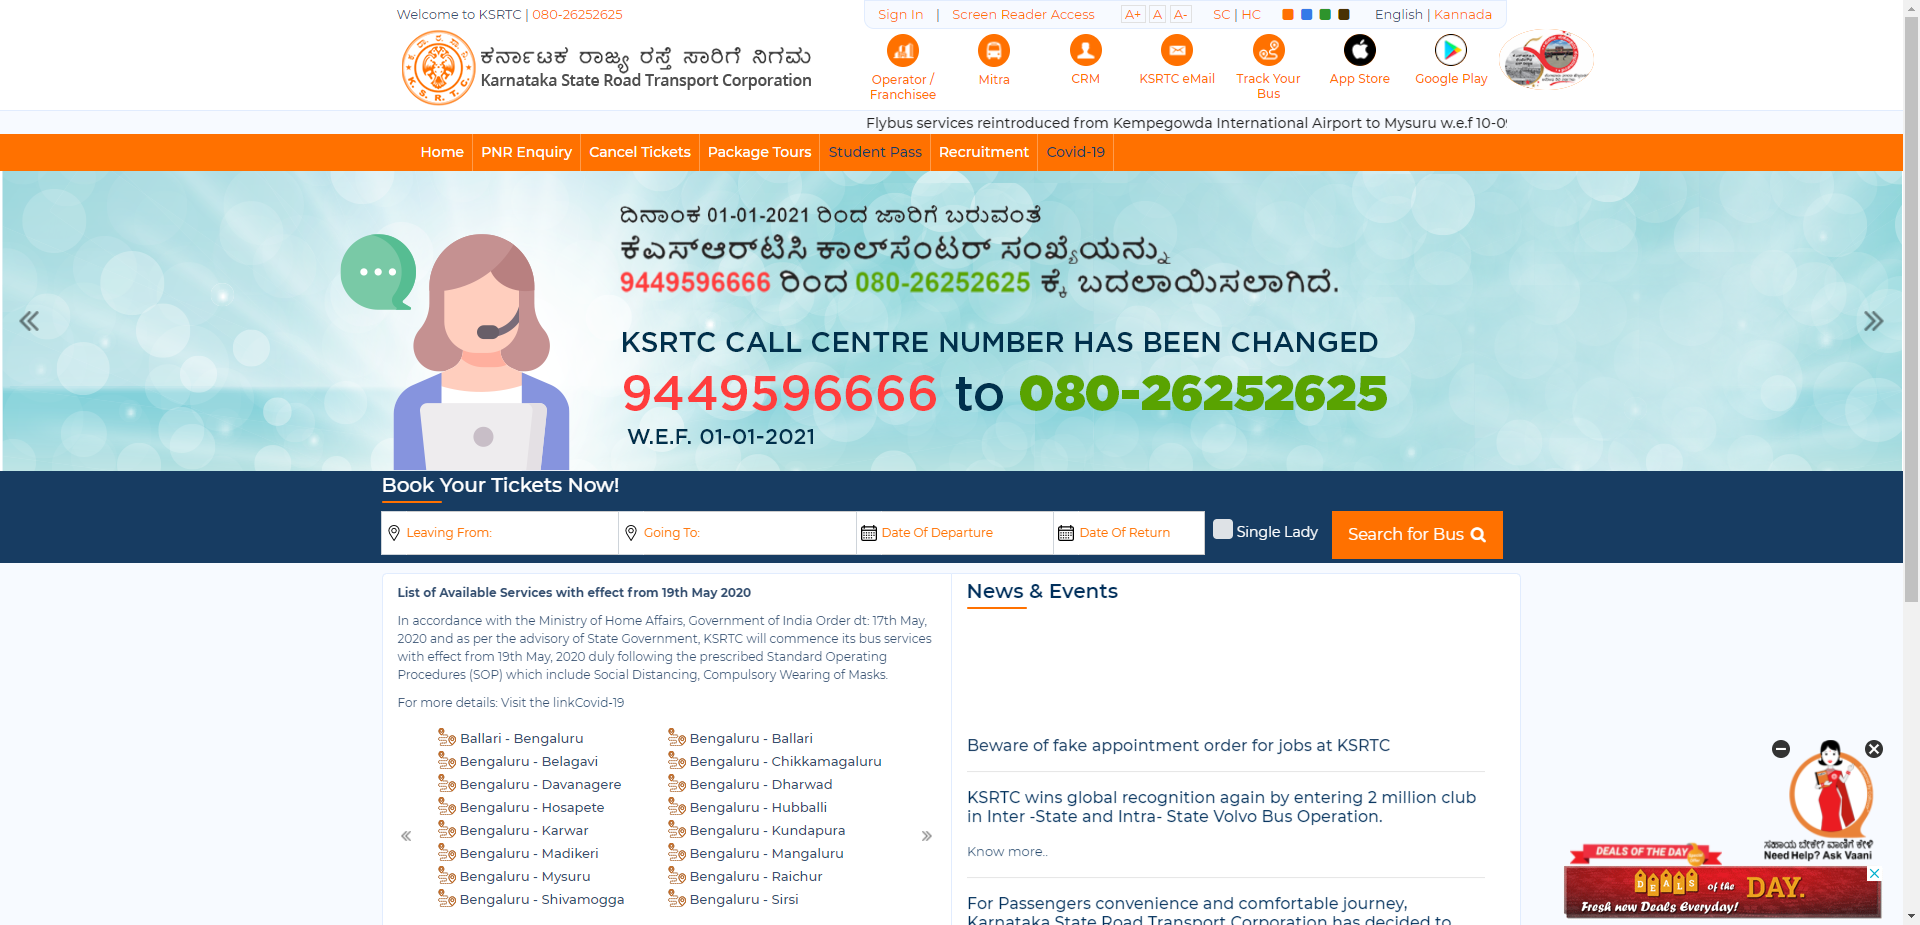 Welcome to KSRTC | 080-26252625
Sign In | Screen Reader Access A+ A A- SC | HC English | Kannada
ಕರ್ನಾಟಕ ರಾಜ್ಯ ರಸ್ತೆ ಸಾರಿಗೆ ನಿಗಮ
Karnataka State Road Transport Corporation
K.S.R.T.C.
Operator /
Franchisee
Mitra
CRM
KSRTC eMail
Track Your
Bus
App Store
Google Play
Flybus services reintroduced from Kempegowda International Airport to Mysuru w.e.f 10-09
Home PNR Enquiry Cancel Tickets Package Tours Student Pass Recruitment Covid-19
ದಿನಾಂಕ 01-01-2021 ರಿಂದ ಜಾರಿಗೆ ಬರುವಂತೆ
ಕೆಎಸ್ಆರ್‌ಟಿಸಿ ಕಾಲ್‌ಸೆಂಟರ್ ಸಂಖ್ಯೆಯನ್ನು
9449596666 ರಿಂದ 080-26252625 ಕ್ಕೆ ಬದಲಾಯಿಸಲಾಗಿದೆ.
KSRTC CALL CENTRE NUMBER HAS BEEN CHANGED
9449596666 to 080-26252625
W.E.F. 01-01-2021
Book Your Tickets Now!
Leaving From: Going To: Date Of Departure Date Of Return Single Lady Search for Bus
List of Available Services with effect from 19th May 2020
In accordance with the Ministry of Home Affairs, Government of India Order dt: 17th May,
2020 and as per the advisory of State Government, KSRTC will commence its bus services
with effect from 19th May, 2020 duly following the prescribed Standard Operating
Procedures (SOP) which include Social Distancing, Compulsory Wearing of Masks.
For more details: Visit the linkCovid-19
Ballari - Bengaluru Bengaluru - Ballari
Bengaluru - Belagavi Bengaluru - Chikkamagaluru
Bengaluru - Davanagere Bengaluru - Dharwad
Bengaluru - Hosapete Bengaluru - Hubballi
Bengaluru - Karwar Bengaluru - Kundapura
Bengaluru - Madikeri Bengaluru - Mangaluru
Bengaluru - Mysuru Bengaluru - Raichur
Bengaluru - Shivamogga Bengaluru - Sirsi
News & Events
Beware of fake appointment order for jobs at KSRTC
KSRTC wins global recognition again by entering 2 million club
in Inter -State and Intra- State Volvo Bus Operation.
Know more..
For Passengers convenience and comfortable journey,
Karnataka State Road Transport Corporation has decided to
ಸಹಾಯ ಬೇಕೇ? ವಾಣಿಗೆ ಕೇಳಿ
Need Help? Ask Vaani
DEALS OF THE DAY
DEALS of the DAY.
Fresh new Deals Everyday!